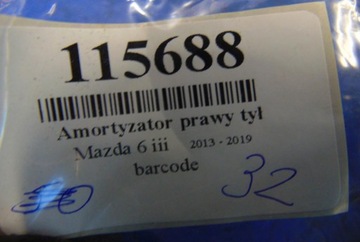 115688
Amortyzator prawy tył
Mazda 6 iii 2013 - 2019
barcode
32